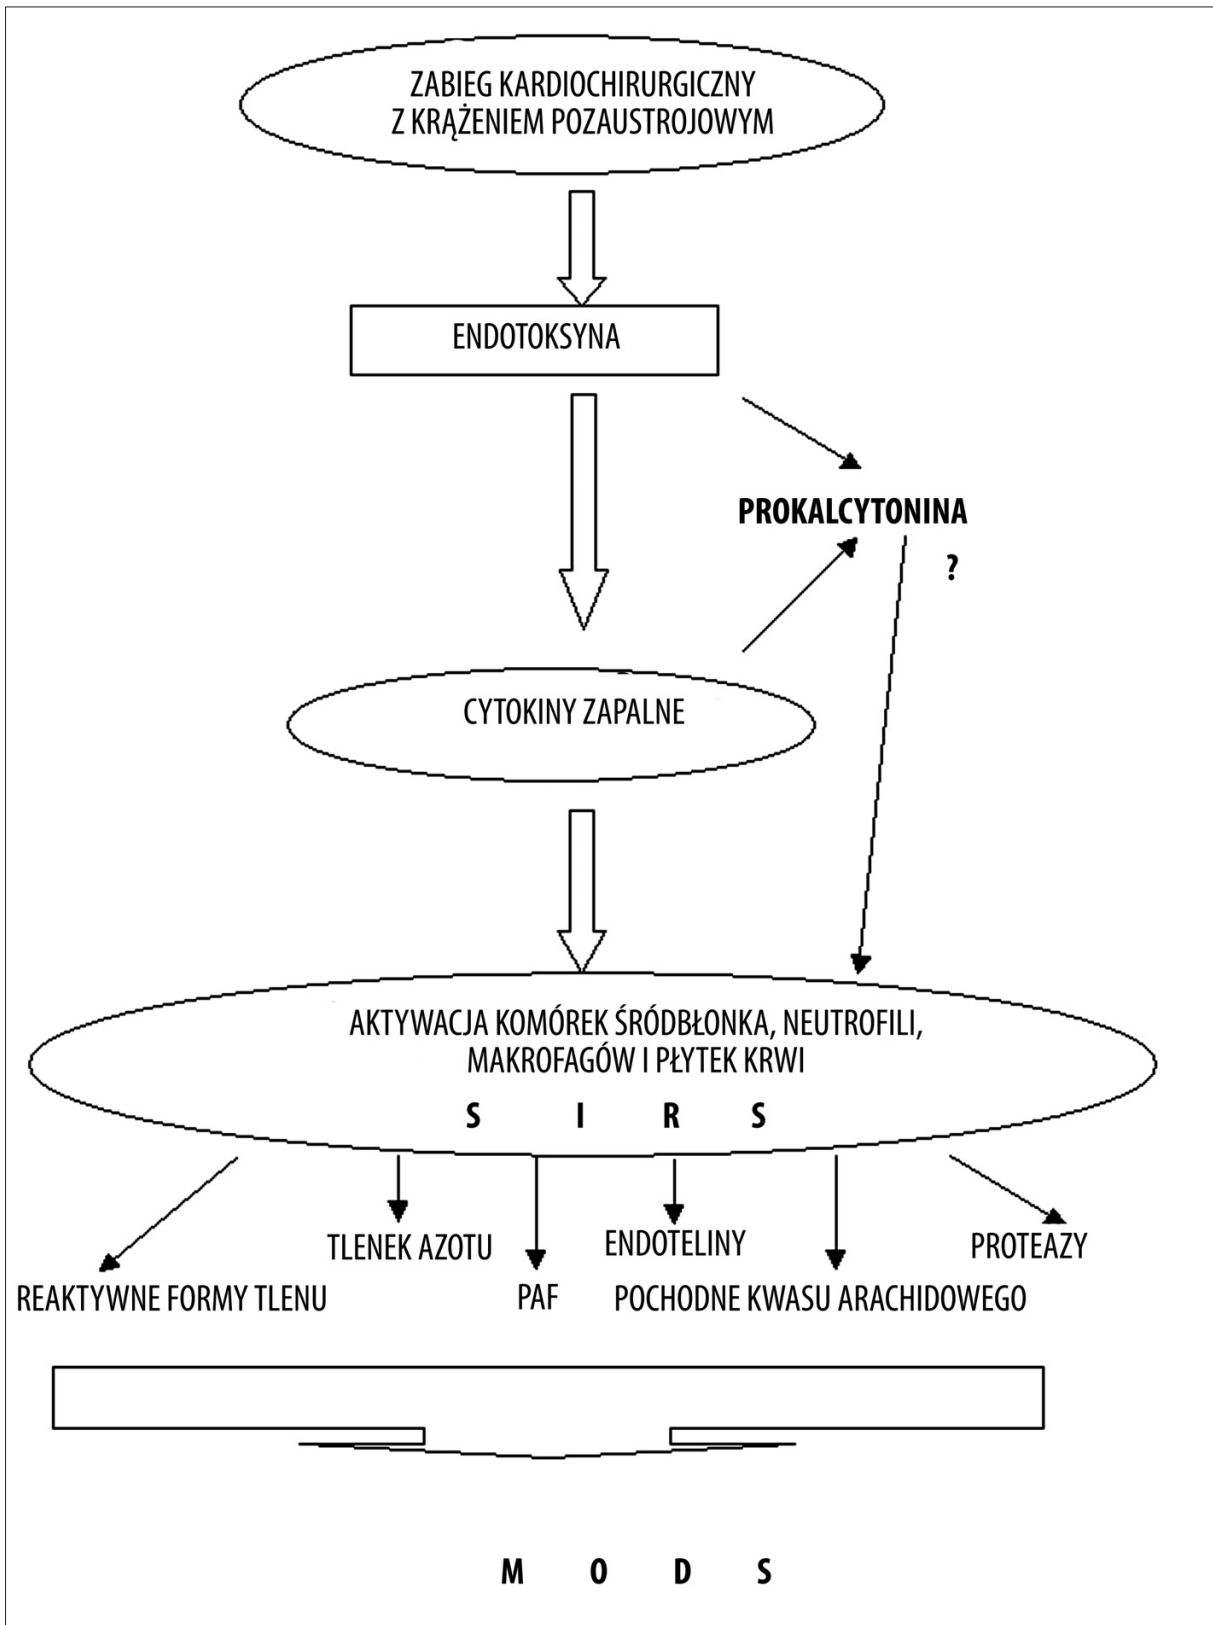 ZABIEG KARDIOCHIRURGICZNY
Z KRĄŻENIEM POZAUSTROJOWYM
ENDOTOKSYNA
PROKALCYTONINA
?
CYTOKINY ZAPALNE
AKTYWACJA KOMÓREK ŚRÓDBŁONKA, NEUTROFILI,
MAKROFAGÓW I PŁYTEK KRWI
S I R S
TLENEK AZOTU
ENDOTELINY
PROTEAZY
REAKTYWNE FORMY TLENU
PAF
POCHODNE KWASU ARACHIDOWEGO
M O D S